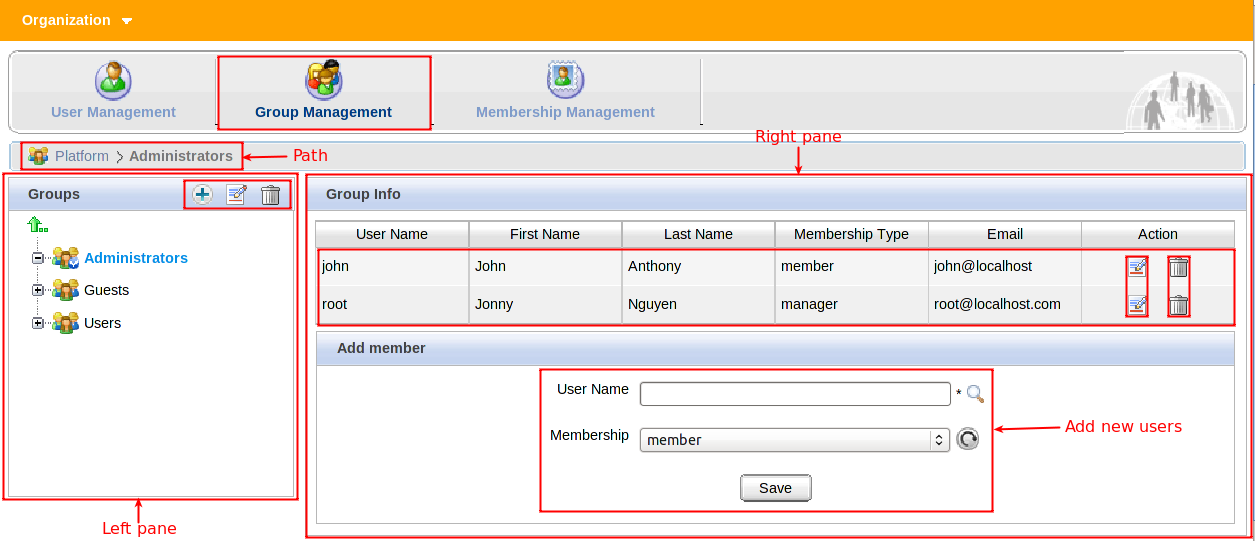 Organization
User Management
Group Management
Membership Management
Right pane
Platform
Administrators
Path
Groups
Group Info
User Name First Name Last Name Membership Type Email Action
john John Anthony member john@localhost
root Jonny Nguyen manager root@localhost.com
Administrators
Guests
Users
Add member
User Name *
Membership member
Add new users
Save
Left pane